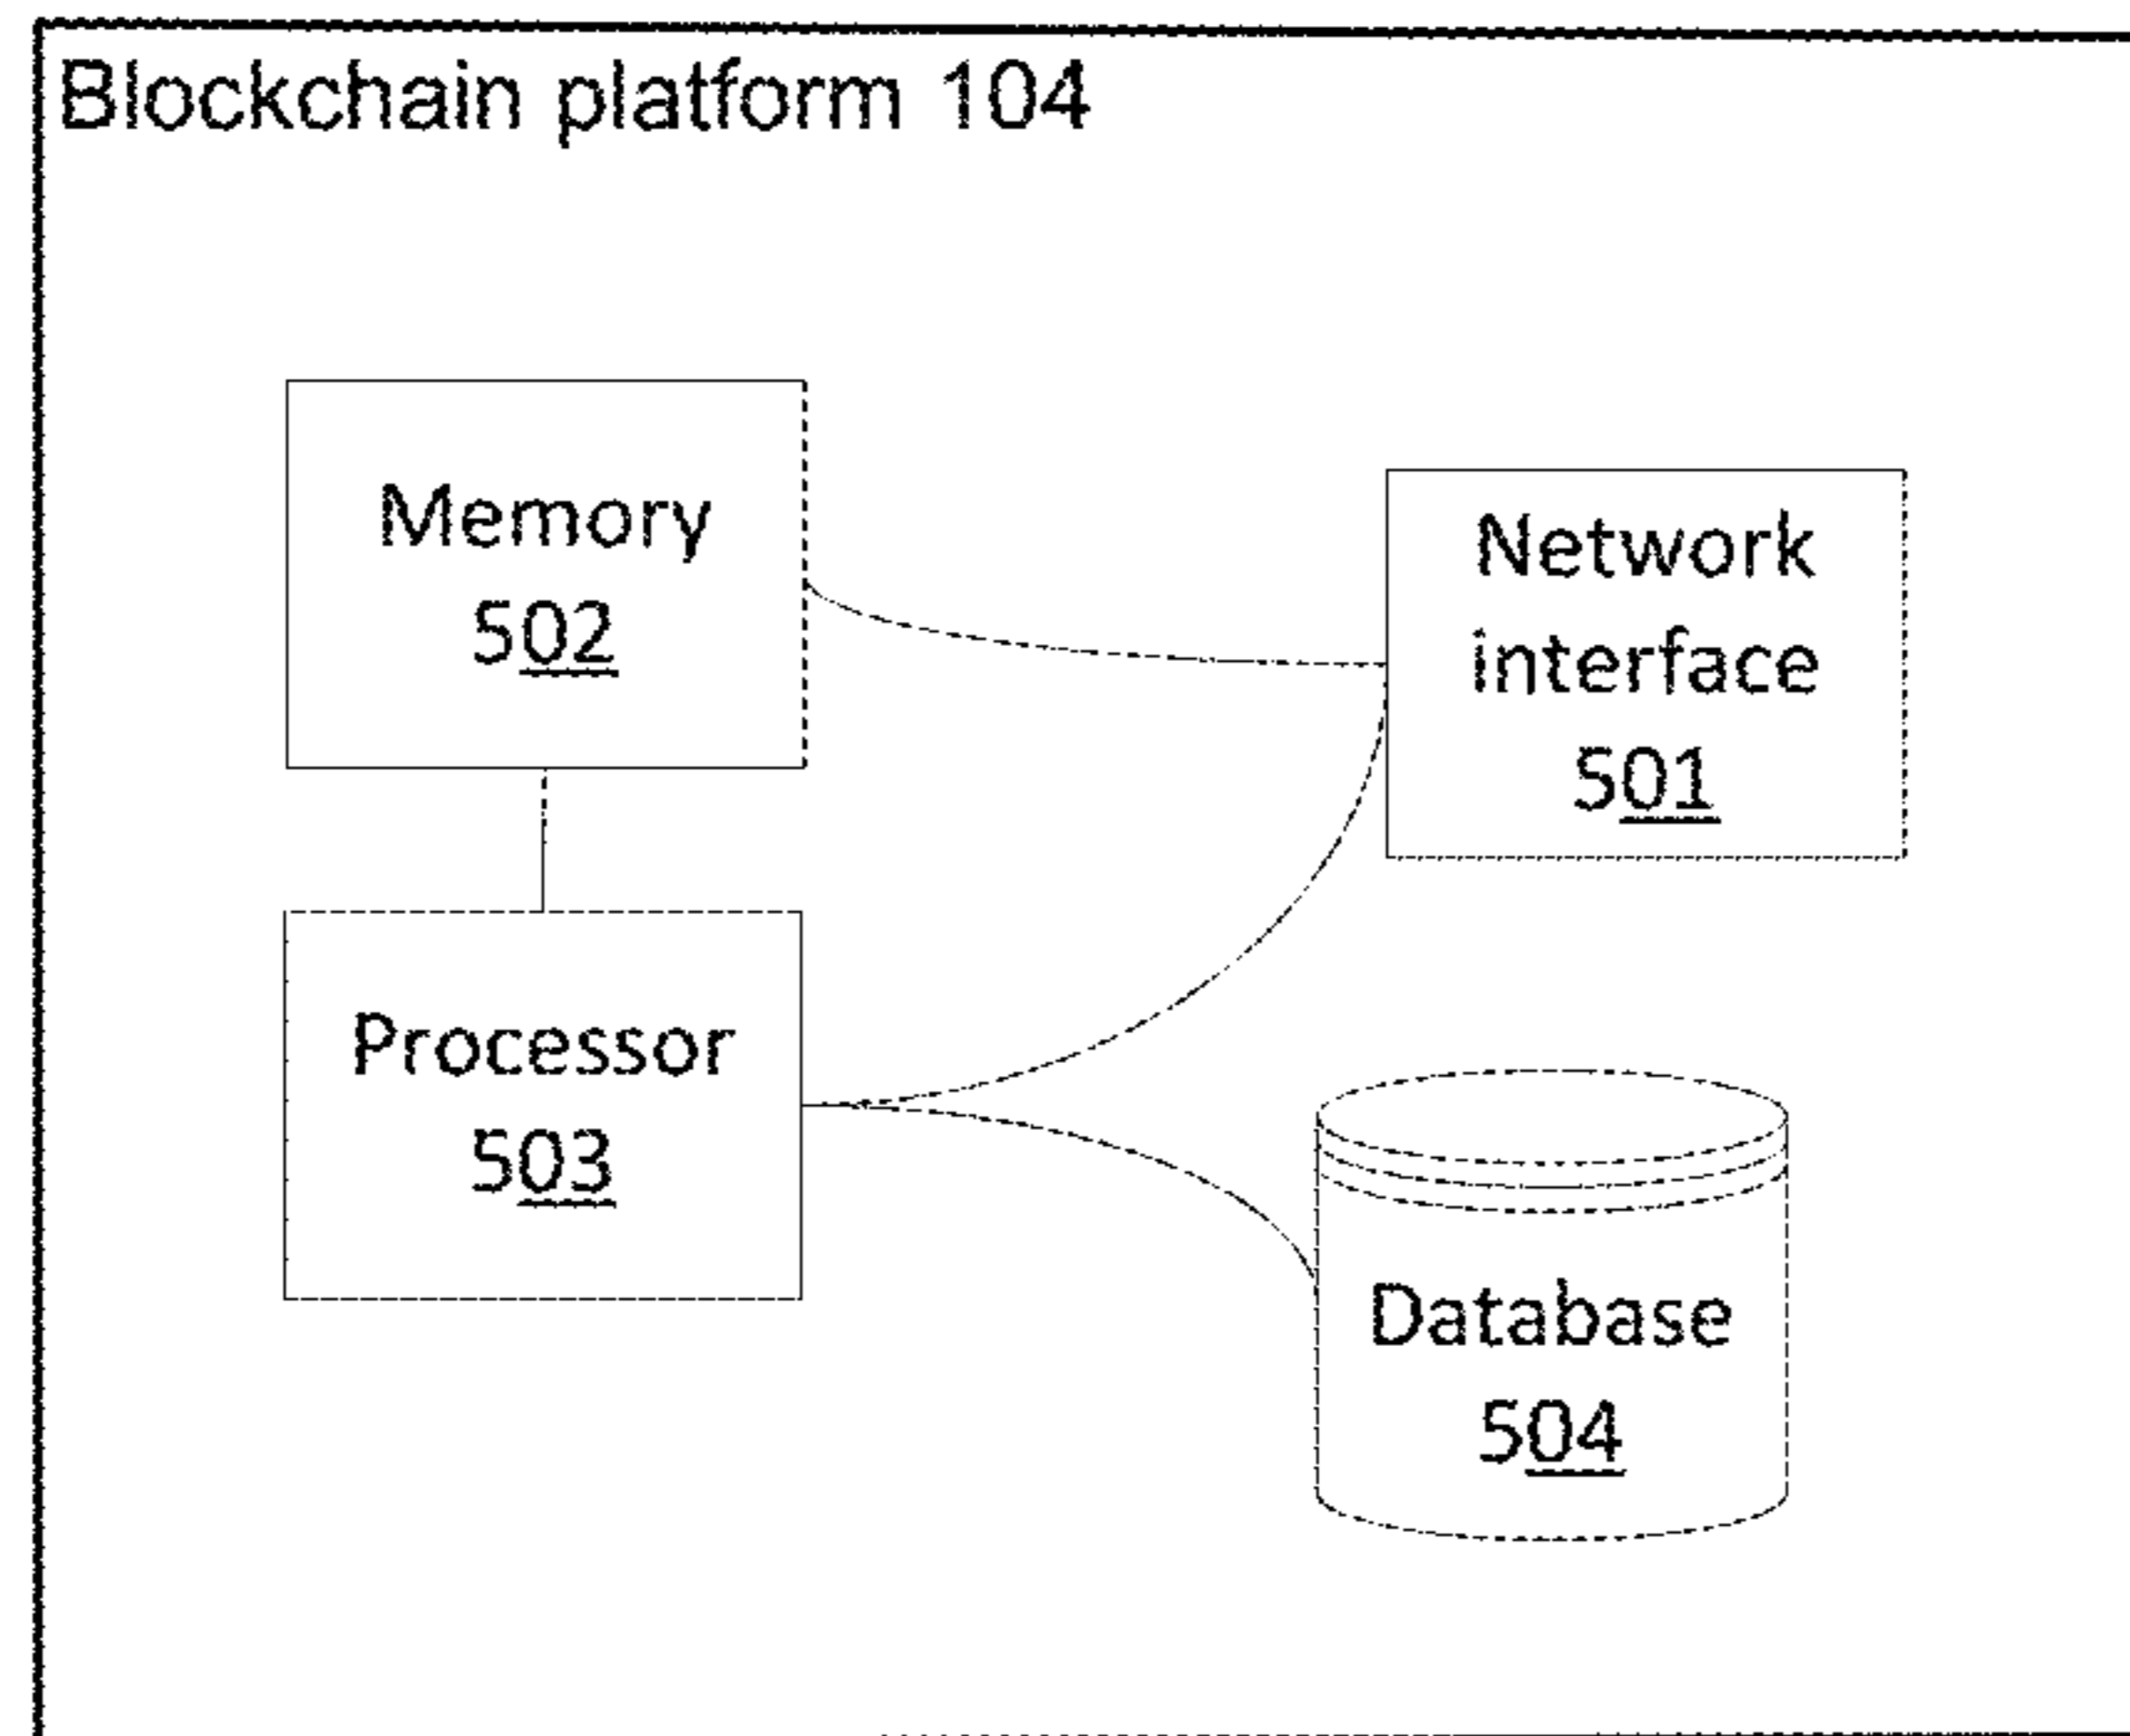 Blockchain platform 104
Memory
502
Network
interface
501
Processor
503
Database
504